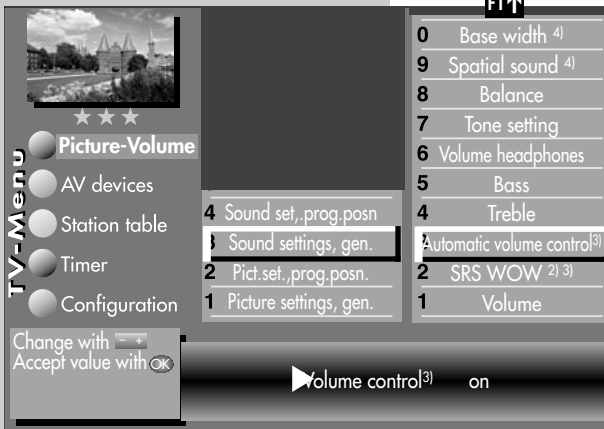 F1↑
TV-Menu
Picture-Volume
AV devices
Station table
Timer
Configuration
4 Sound set,.prog.posn
3 Sound settings, gen.
2 Pict.set.,prog.posn.
1 Picture settings, gen.
0 Base width 4)
9 Spatial sound 4)
8 Balance
7 Tone setting
6 Volume headphones
5 Bass
4 Treble
Automatic volume control3)
2 SRS WOW 2) 3)
1 Volume
Change with - +
Accept value with OK
Volume control3) on